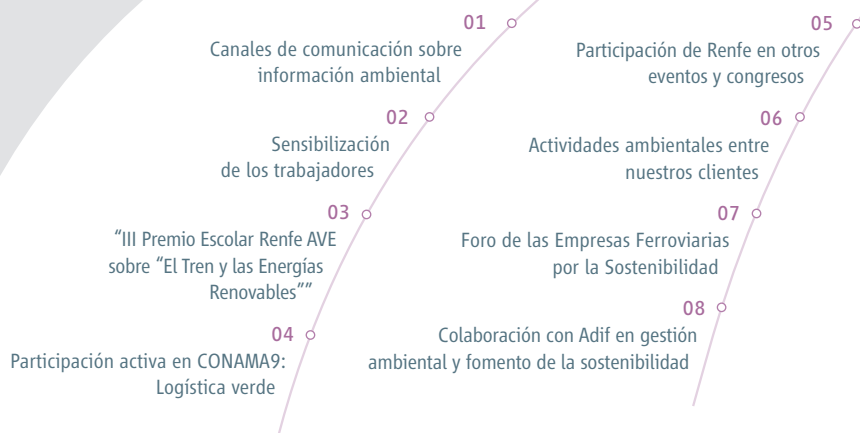 01
Canales de comunicación sobre
información ambiental
02
Sensibilización
de los trabajadores
03
“III Premio Escolar Renfe AVE
sobre “El Tren y las Energías
Renovables””
04
Participación activa en CONAMA9:
Logística verde
05
Participación de Renfe en otros
eventos y congresos
06
Actividades ambientales entre
nuestros clientes
07
Foro de las Empresas Ferroviarias
por la Sostenibilidad
08
Colaboración con Adif en gestión
ambiental y fomento de la sostenibilidad